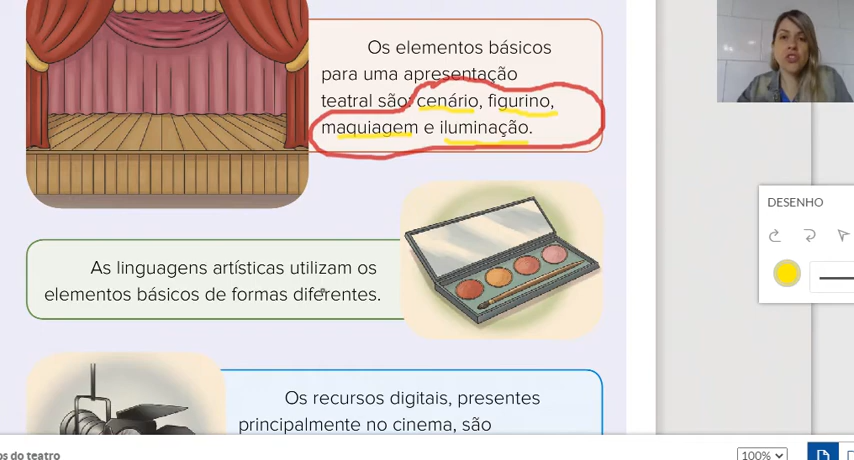 Os elementos básicos
para uma apresentação
teatral são: cenário, figurino,
maquiagem e iluminação.
DESENHO
As linguagens artísticas utilizam os
elementos básicos de formas diferentes.
Os recursos digitais, presentes
principalmente no cinema, são
os do teatro
100%